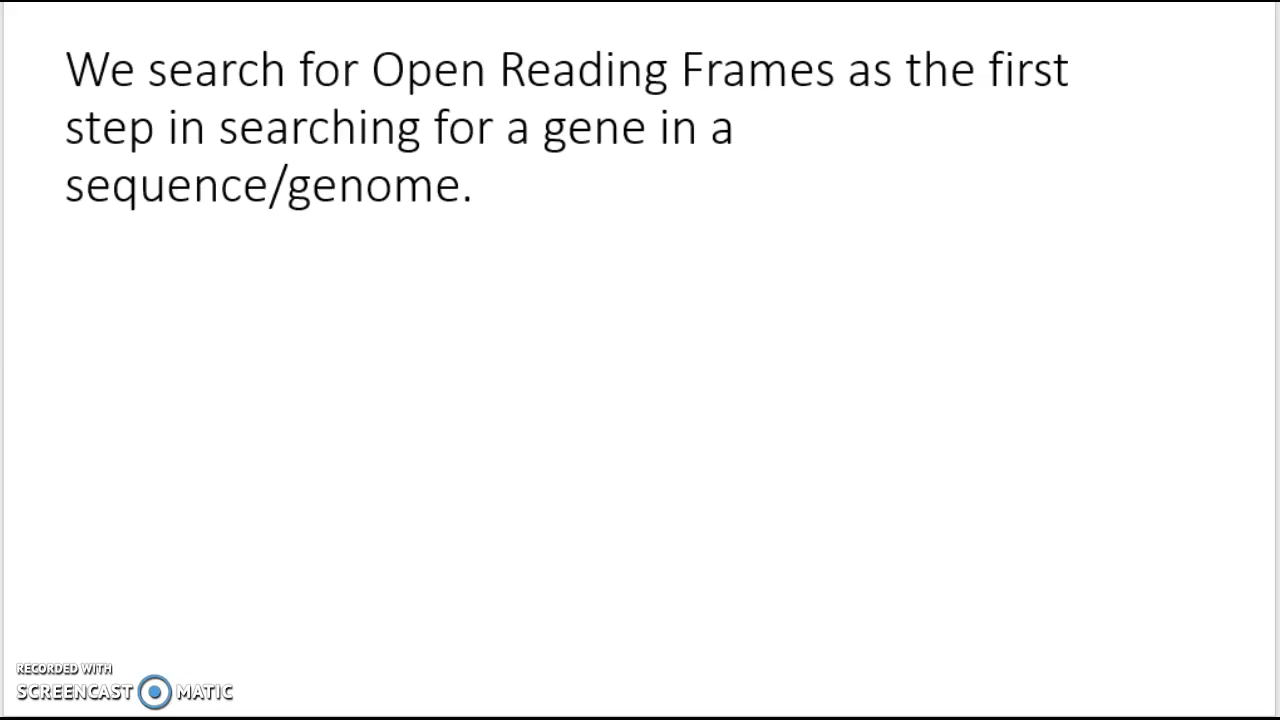 We search for Open Reading Frames as the first
step in searching for a gene in a
sequence/genome.
RECORDED WITH
SCREENCAST MATIC